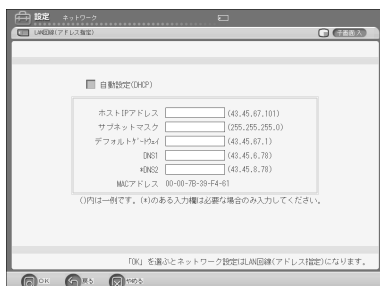 設定 ネットワーク
LAN回線(アドレス指定) 子画面入
自動設定(DHCP)
ホストIPアドレス (43.45.67.101)
サブネットマスク (255.255.255.0)
デフォルトゲートウェイ (43.45.67.1)
DNS1 (43.45.6.78)
*DNS2 (43.45.8.78)
MACアドレス 00-00-7B-39-F4-61
()内は一例です。(*)のある入力欄は必要な場合のみ入力してください。
「OK」を選ぶとネットワーク設定はLAN回線(アドレス指定)になります。
OK 戻る やめる